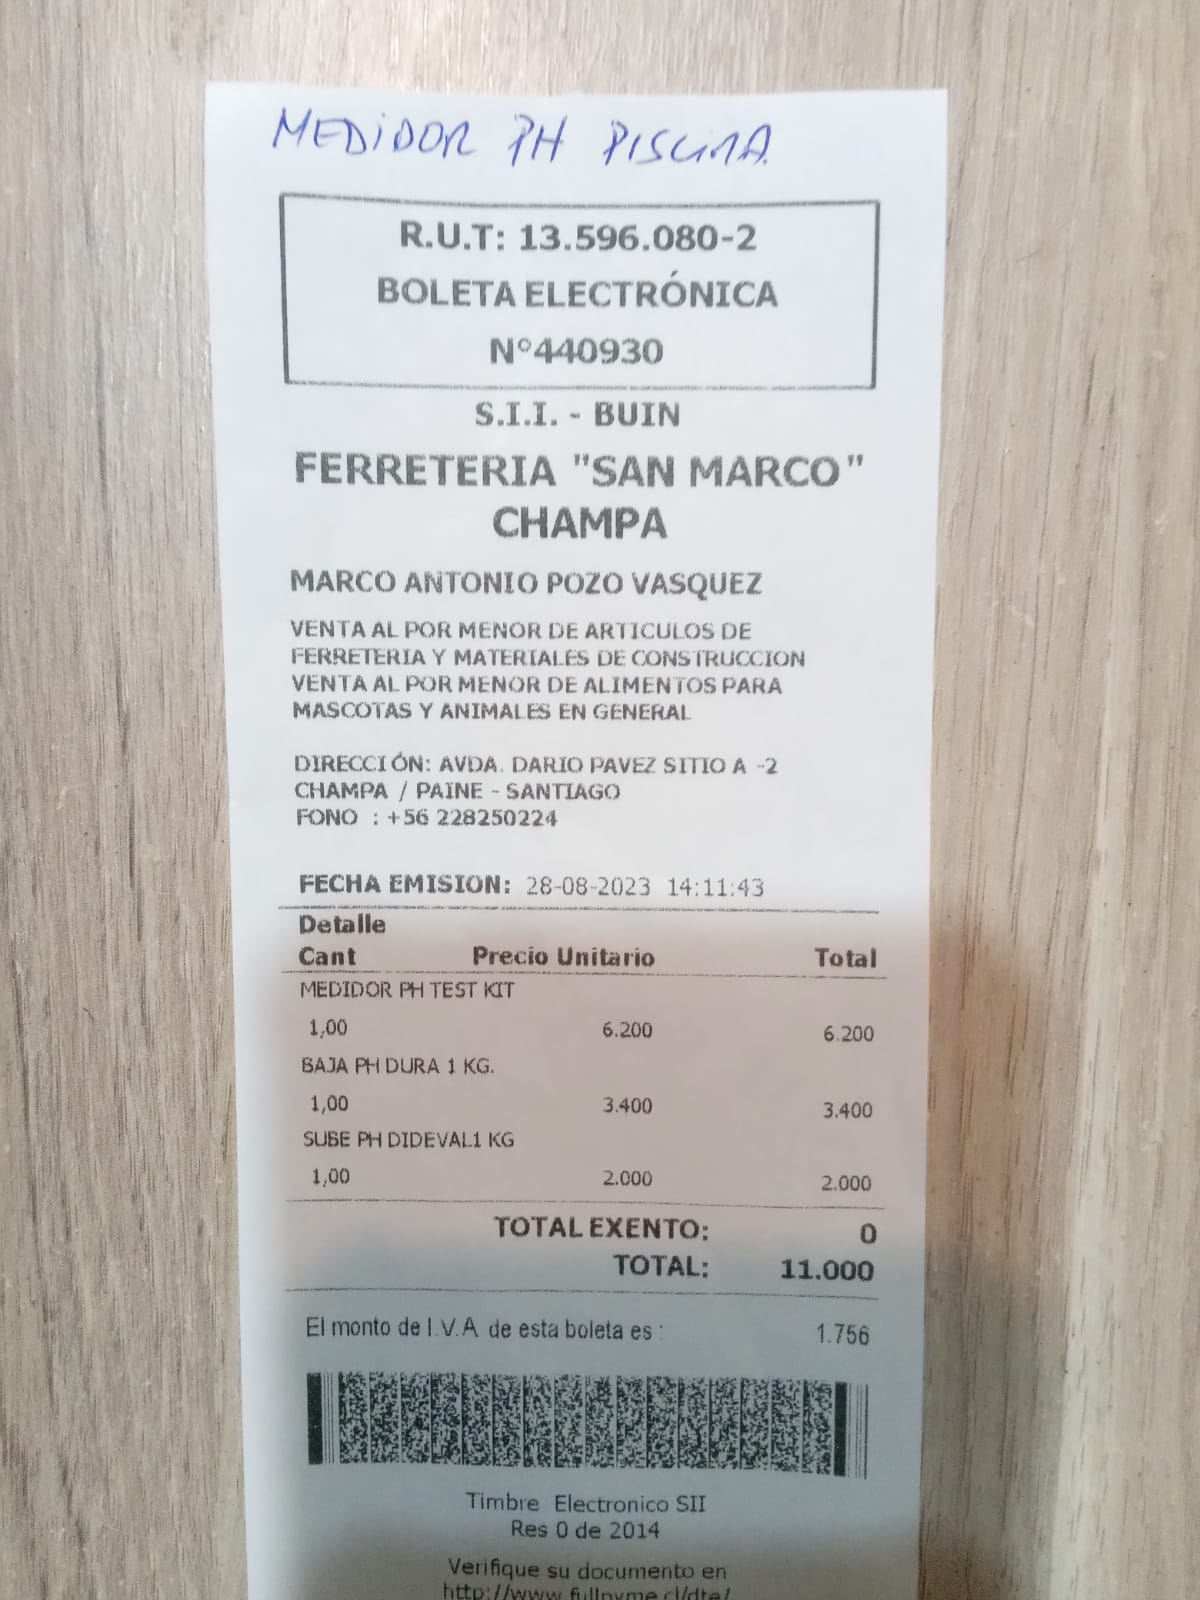 MEDIDOR PH PISCINA
R.U.T: 13.596.080-2
BOLETA ELECTRÓNICA
N°440930
S.I.I. - BUIN
FERRETERIA "SAN MARCO"
CHAMPA
MARCO ANTONIO POZO VASQUEZ
VENTA AL POR MENOR DE ARTICULOS DE
FERRETERIA Y MATERIALES DE CONSTRUCCION
VENTA AL POR MENOR DE ALIMENTOS PARA
MASCOTAS Y ANIMALES EN GENERAL
DIRECCIÓN: AVDA. DARIO PAVEZ SITIO A -2
CHAMPA / PAINE - SANTIAGO
FONO : +56 228250224
FECHA EMISION: 28-08-2023 14:11:43
Detalle
Cant Precio Unitario Total
MEDIDOR PH TEST KIT
1,00 6.200 6.200
BAJA PH DURA 1 KG.
1,00 3.400 3.400
SUBE PH DIDEVAL1 KG
1,00 2.000 2.000
TOTAL EXENTO: 0
TOTAL: 11.000
El monto de I.V.A de esta boleta es : 1.756
Timbre Electronico SII
Res 0 de 2014
Verifique su documento en
http://www.fullpyme.cl/dte/